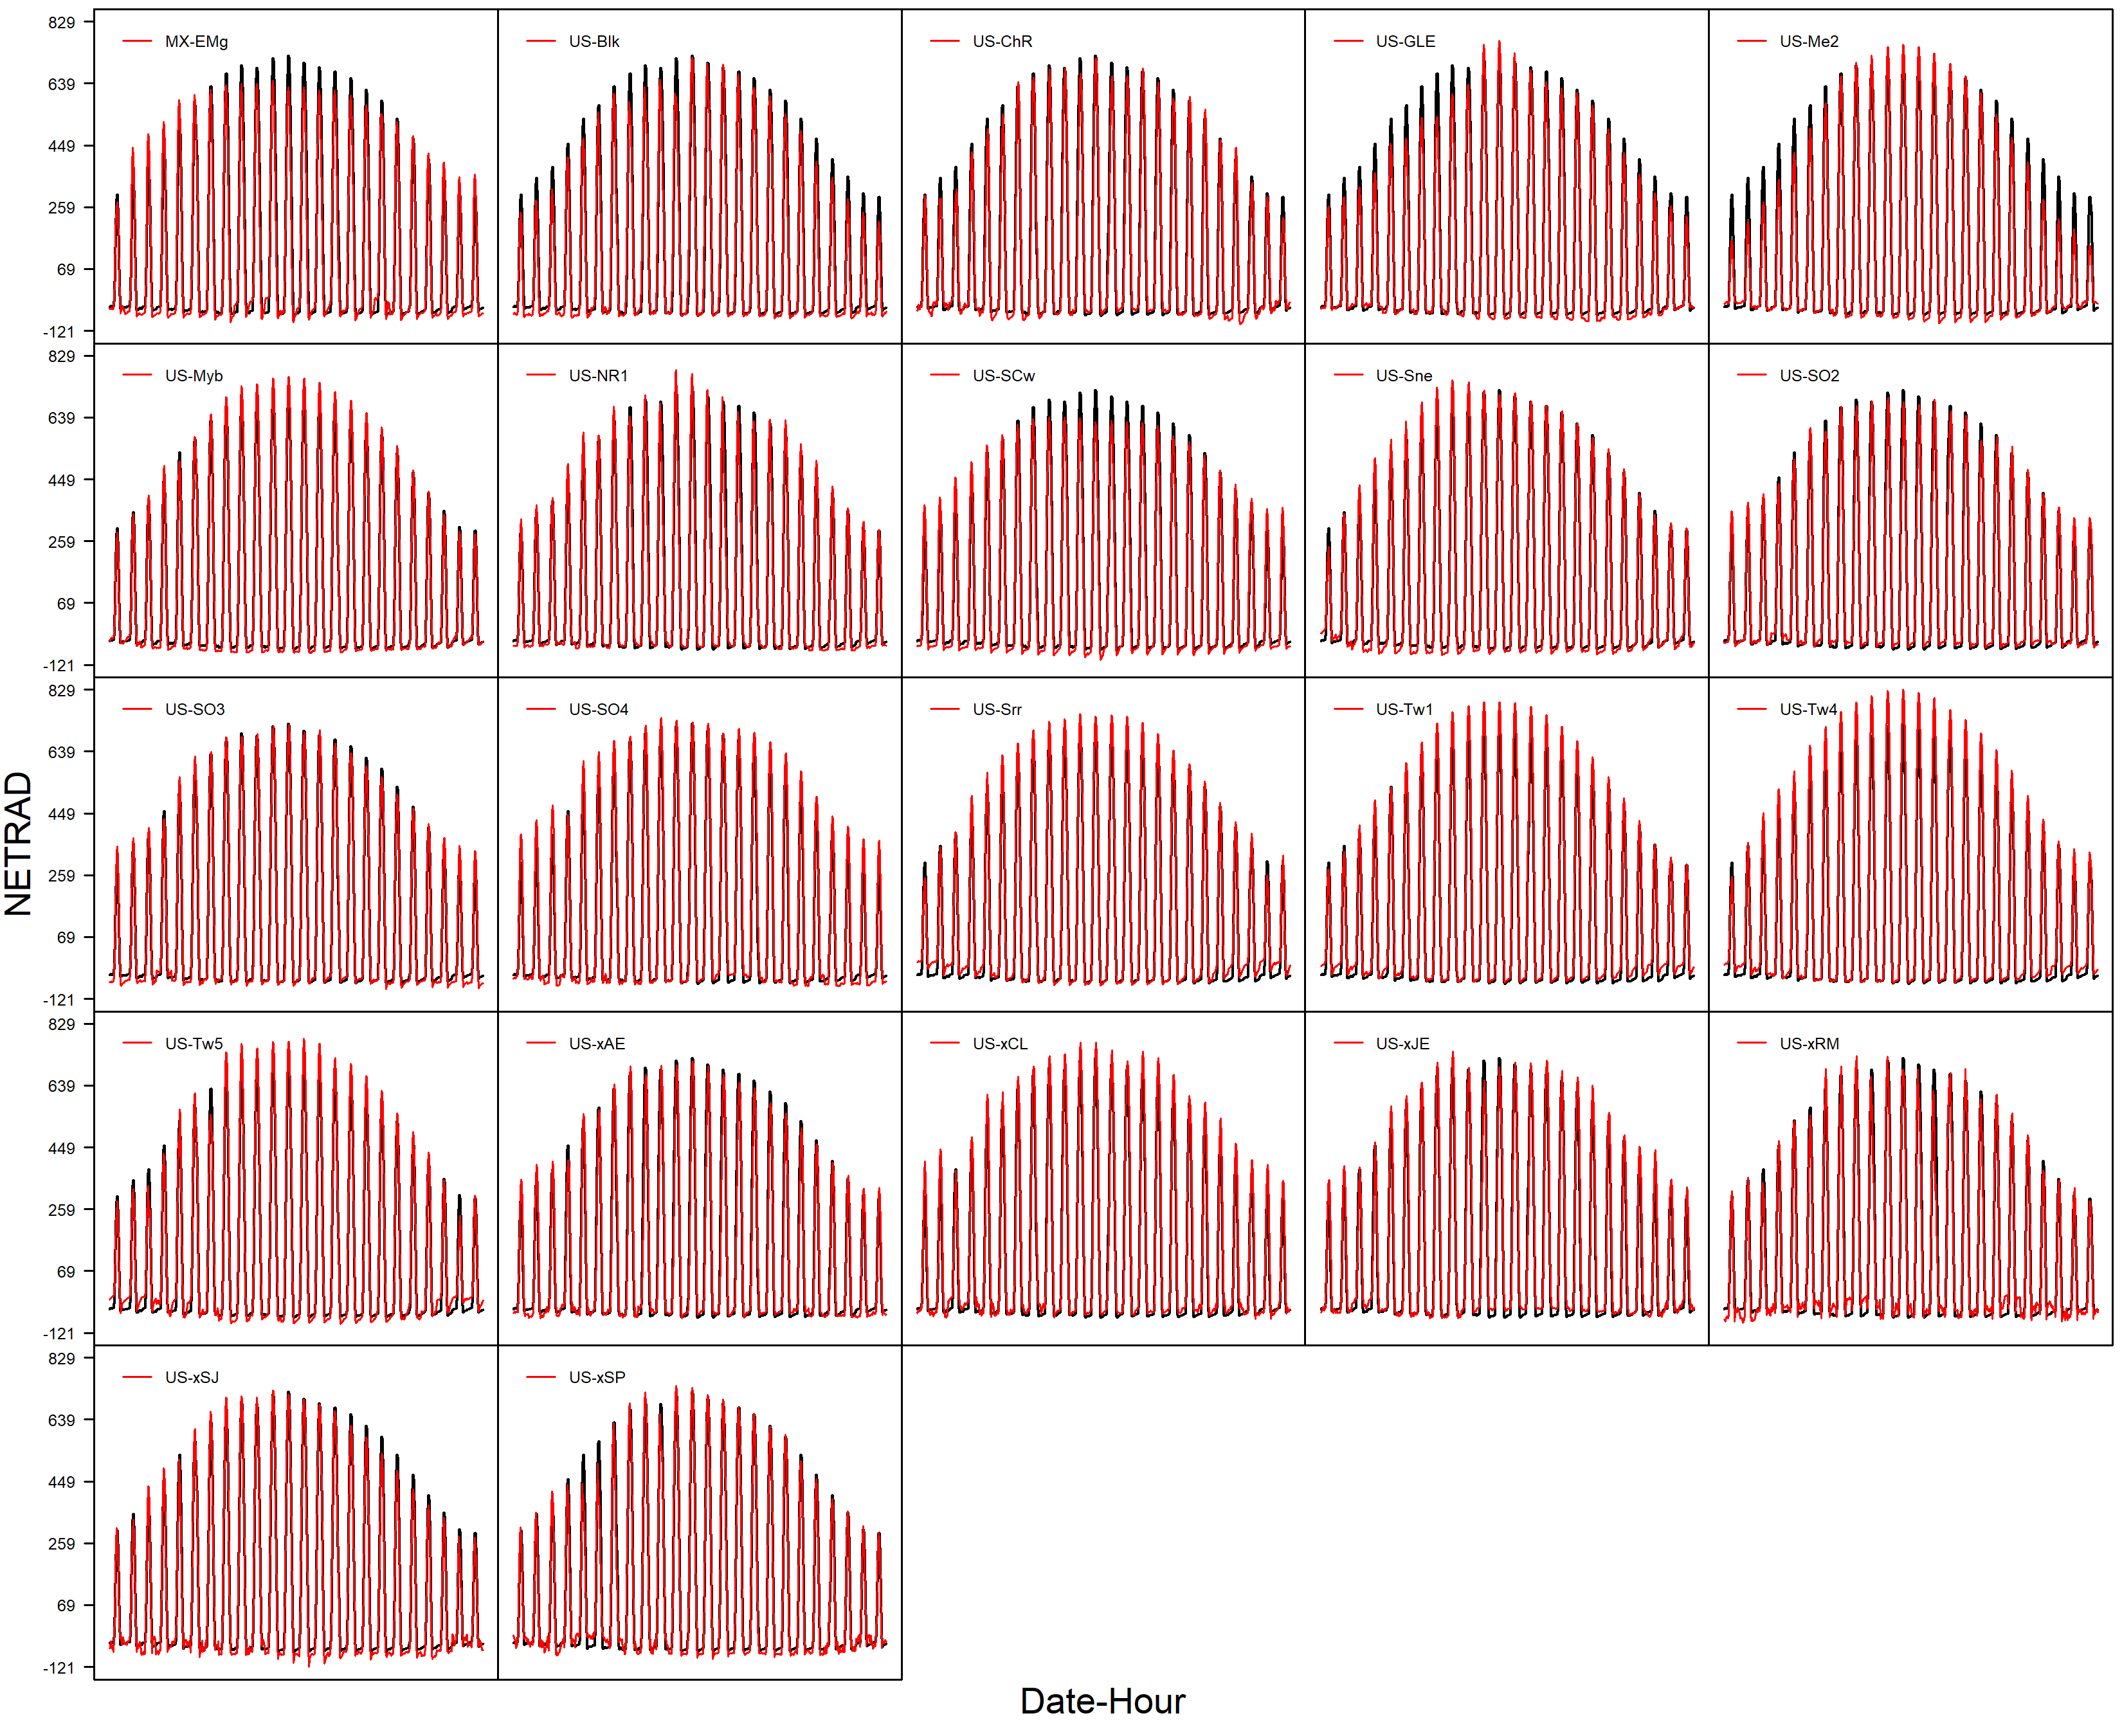 829
639
449
259
69
-121
MX-EMg
US-Blk
US-ChR
US-GLE
US-Me2
829
639
449
259
69
-121
US-Myb
US-NR1
US-SCw
US-Sne
US-SO2
829
639
449
259
69
-121
US-SO3
US-SO4
US-Srr
US-Tw1
US-Tw4
NETRAD
829
639
449
259
69
-121
US-Tw5
US-xAE
US-xCL
US-xJE
US-xRM
829
639
449
259
69
-121
US-xSJ
US-xSP
Date-Hour